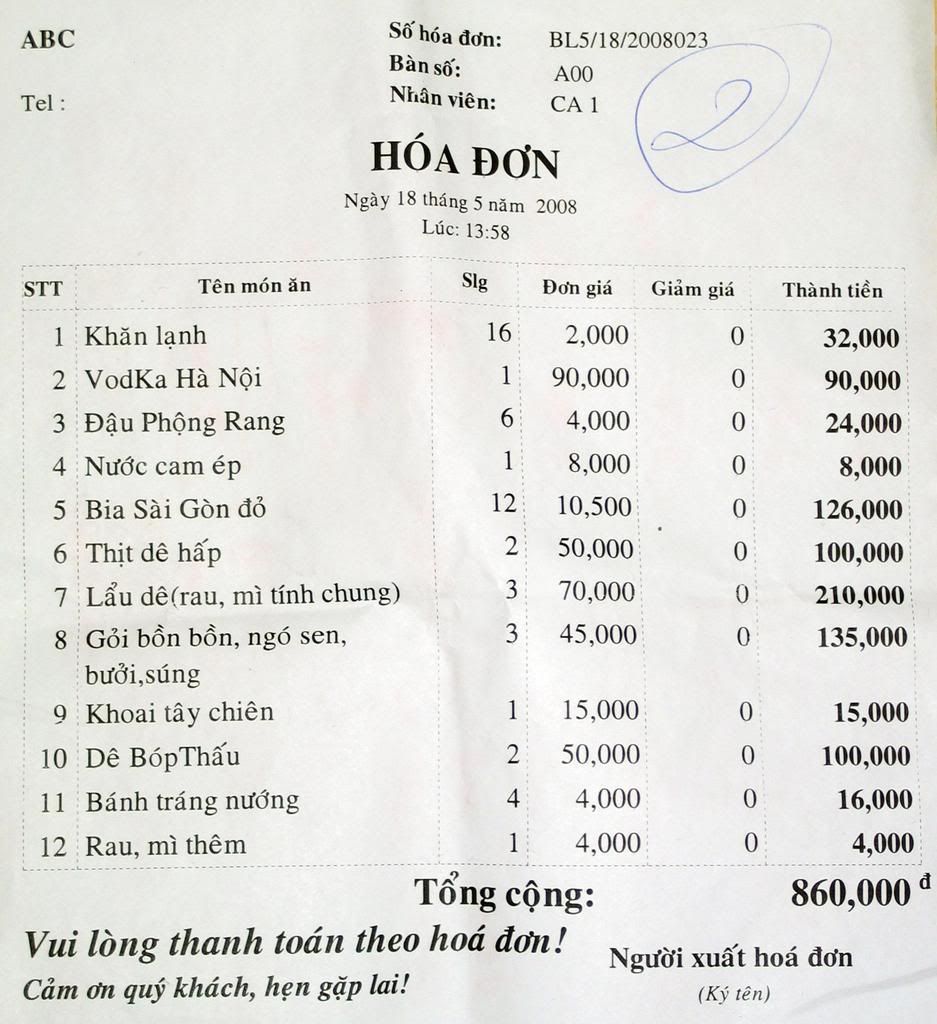 ABC
Số hóa đơn: BL5/18/2008023
Bàn số: A00
Tel :
Nhân viên: CA 1
2
HÓA ĐƠN
Ngày 18 tháng 5 năm 2008
Lúc: 13:58
STT Tên món ăn Slg Đơn giá Giảm giá Thành tiền
1 Khăn lạnh 16 2,000 0 32,000
2 VodKa Hà Nội 1 90,000 0 90,000
3 Đậu Phộng Rang 6 4,000 0 24,000
4 Nước cam ép 1 8,000 0 8,000
5 Bia Sài Gòn đỏ 12 10,500 0 126,000
6 Thịt dê hấp 2 50,000 0 100,000
7 Lẩu dê(rau, mì tính chung) 3 70,000 0 210,000
8 Gỏi bồn bồn, ngó sen, 3 45,000 0 135,000
bưởi,súng
9 Khoai tây chiên 1 15,000 0 15,000
10 Dê BópThấu 2 50,000 0 100,000
11 Bánh tráng nướng 4 4,000 0 16,000
12 Rau, mì thêm 1 4,000 0 4,000
Tổng cộng: 860,000 đ
Vui lòng thanh toán theo hoá đơn!
Người xuất hoá đơn
Cảm ơn quý khách, hẹn gặp lai!
(Ký tên)